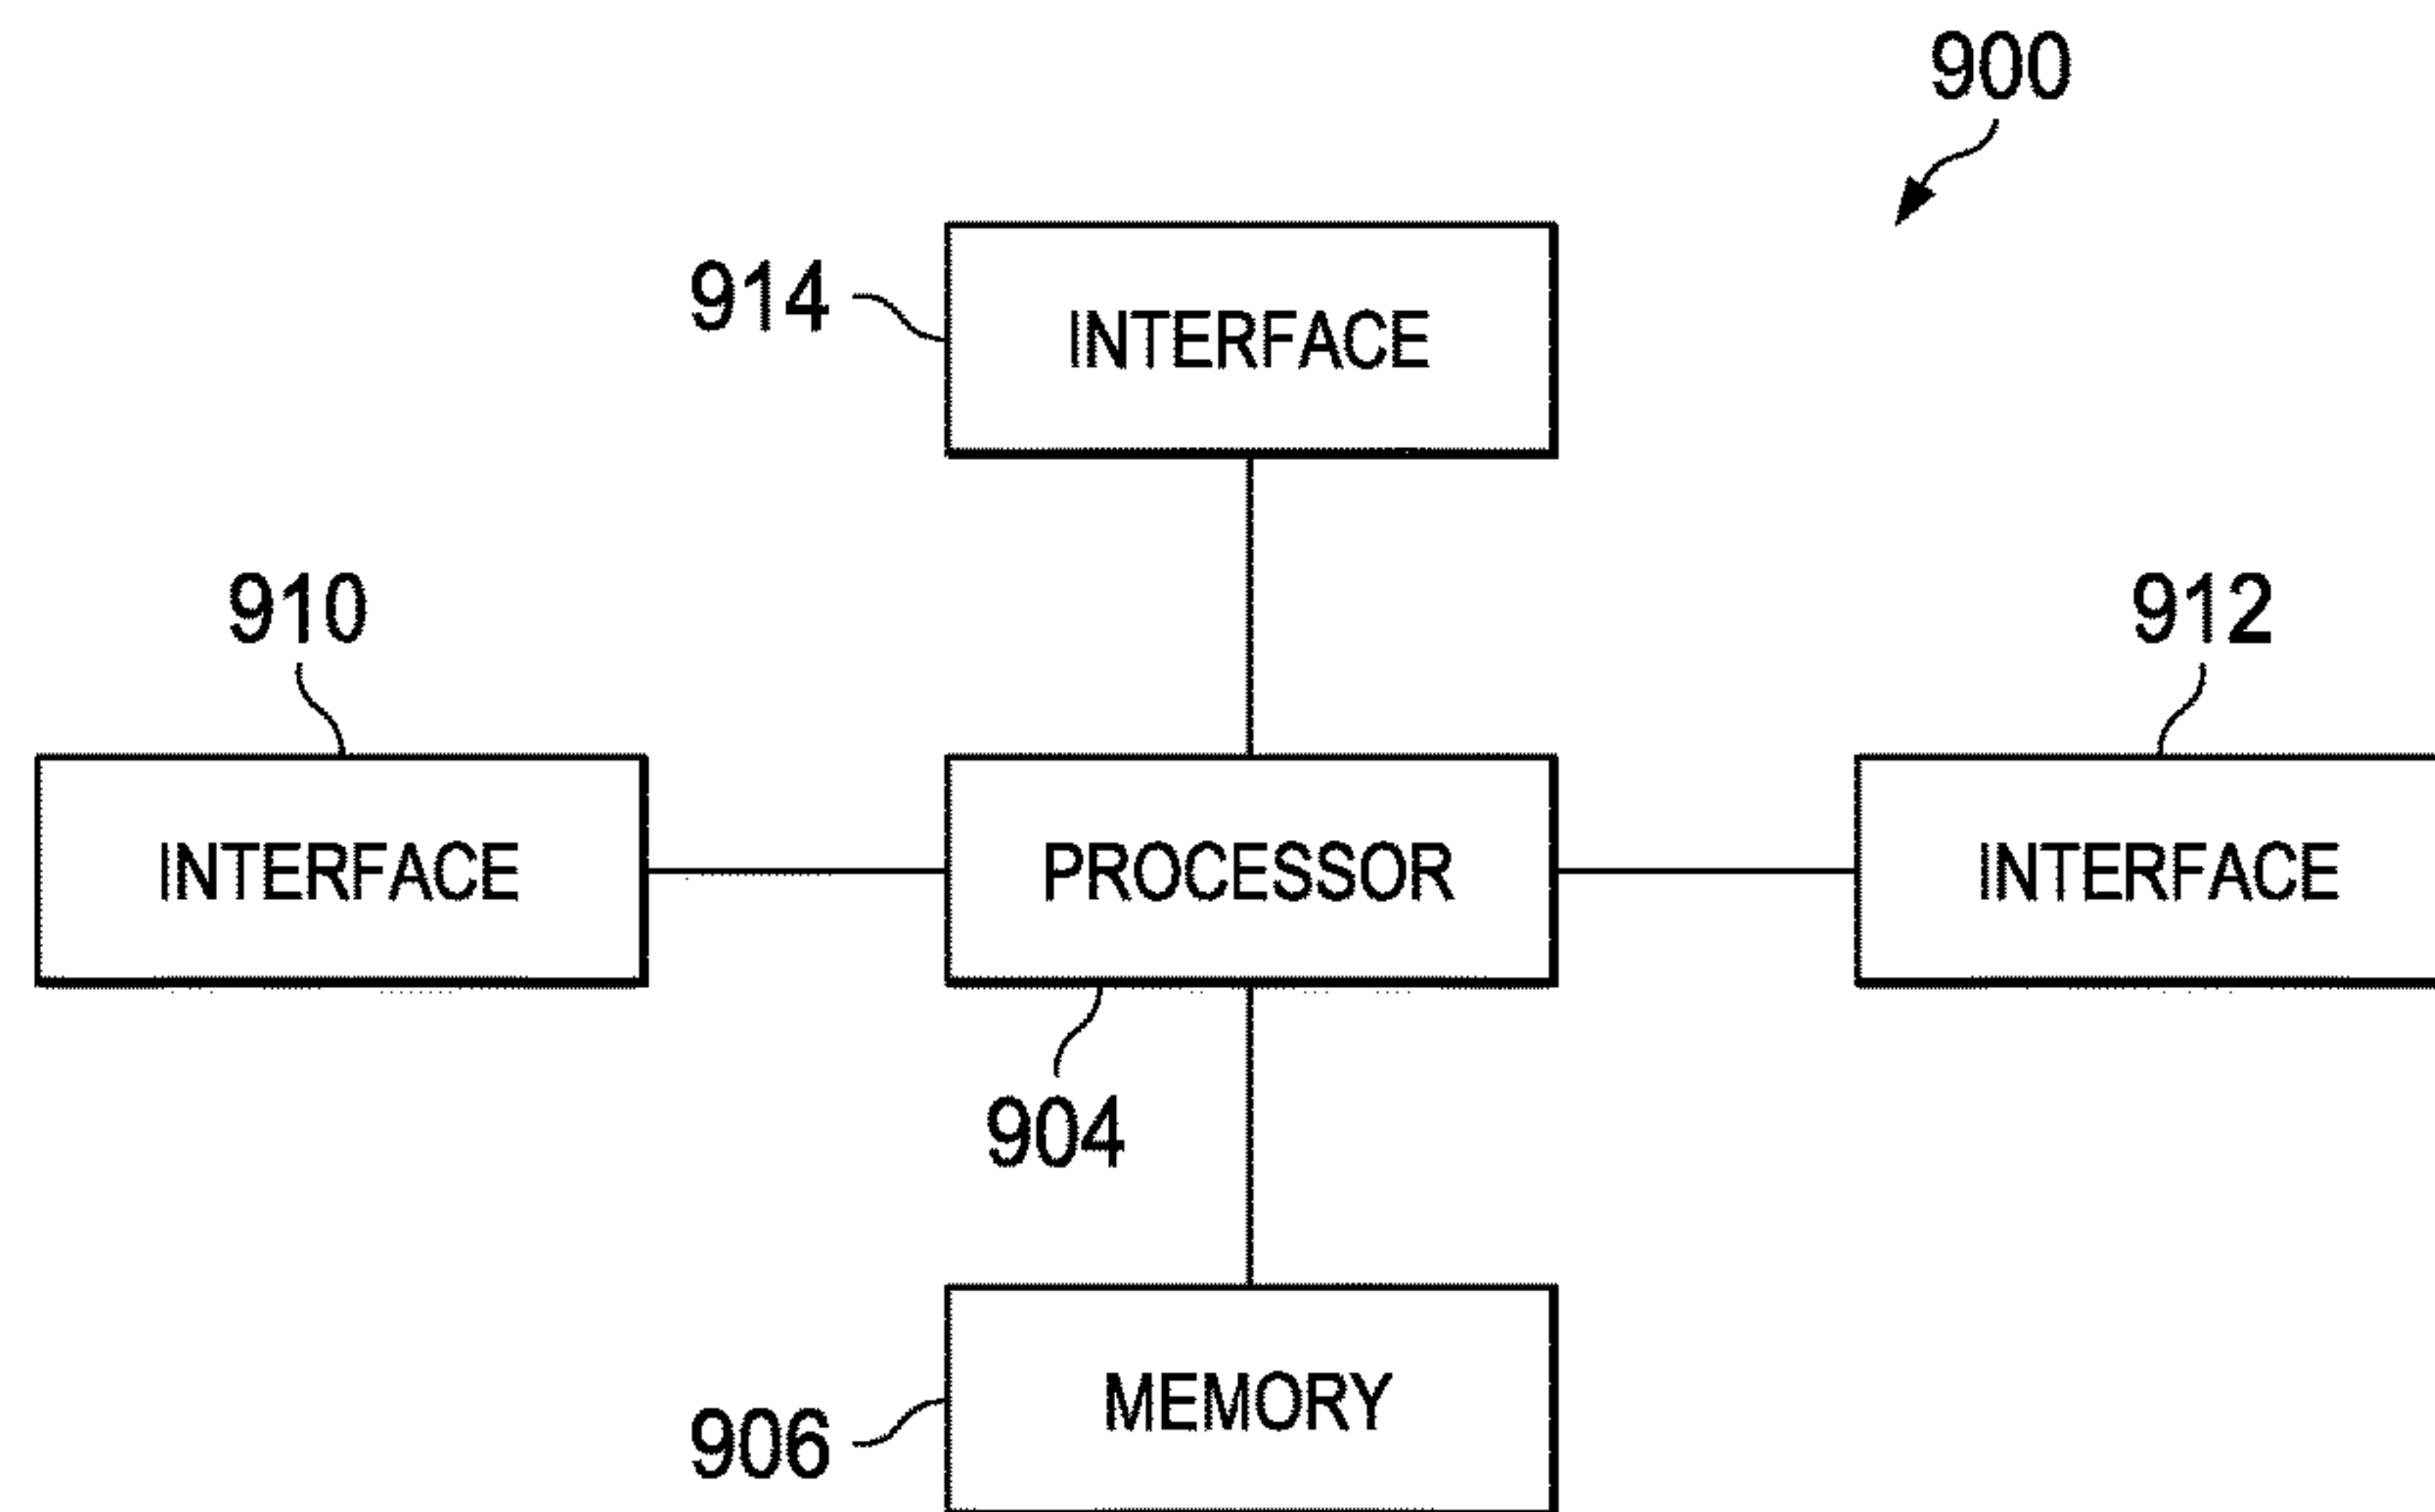 900
914
INTERFACE
910
912
INTERFACE
PROCESSOR
INTERFACE
904
MEMORY
906